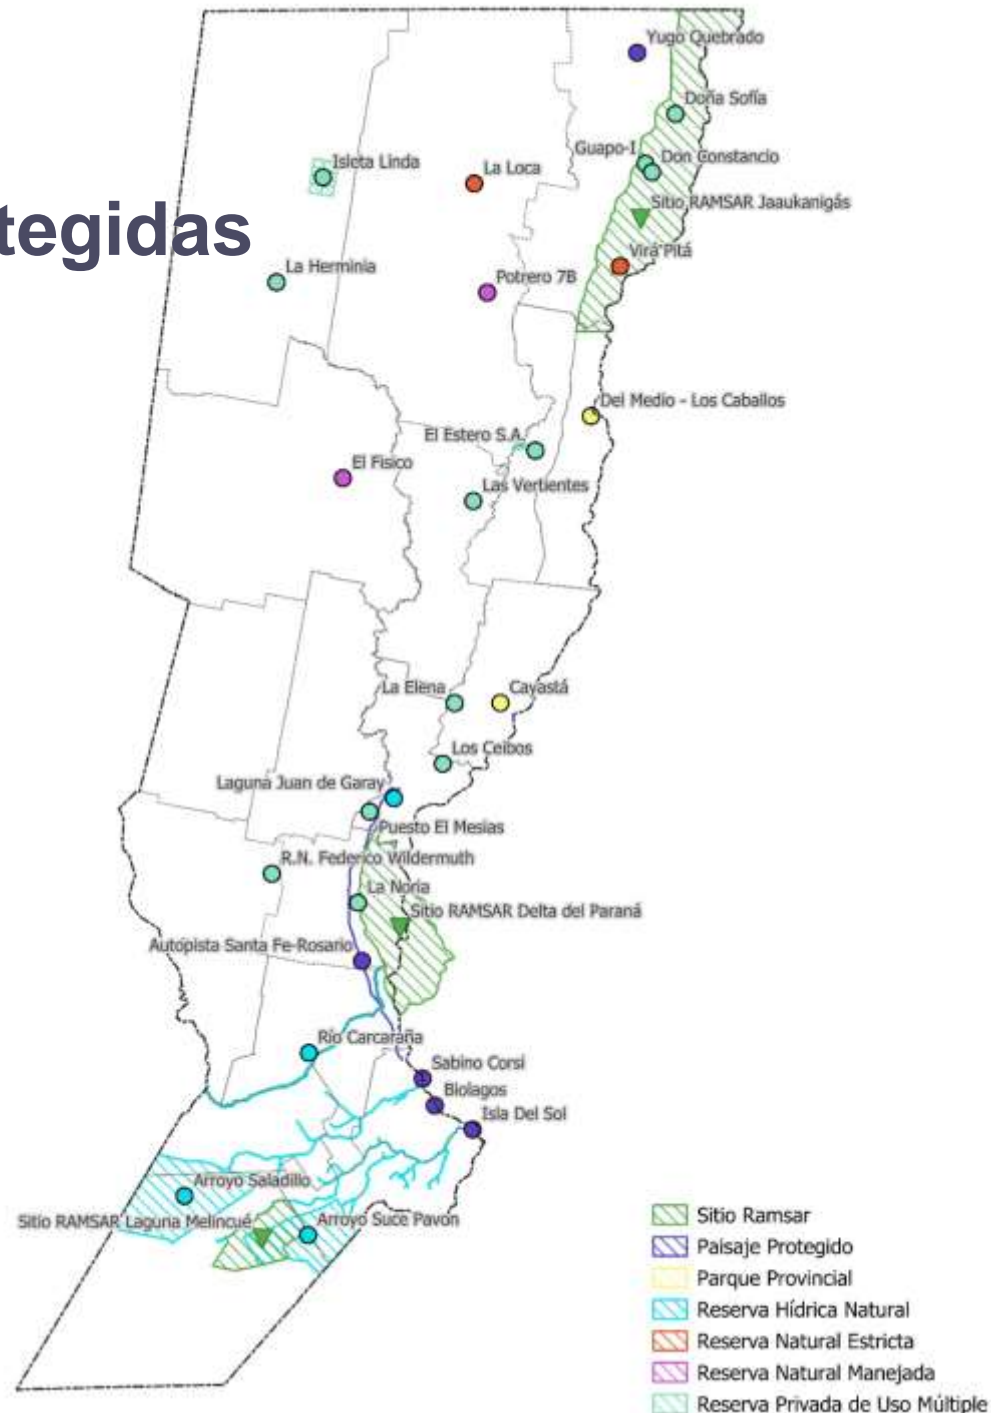 Yugo Quebrado
Doña Sofía
Guapo-I
Don Constancio
Isleta Linda
La Loca
Sitio RAMSAR Jaaukanigás
tegidas
Virá Pitá
La Herminia
Potrero 7B
Del Medio - Los Caballos
El Estero S.A.
El Fisico
Las Vertientes
La Elena
Cayastá
Los Ceibos
Laguna Juan de Garay
Puesto El Mesias
R.N. Federico Wildermuth
La Noria
Sitio RAMSAR Delta del Paraná
Autopista Santa Fe-Rosario
Río Carcaraña
Sabino Corsi
Biolagos
Isla Del Sol
Arroyo Saladillo
Sitio RAMSAR Laguna Melincué
Arroyo Suce Pavon
Sitio Ramsar
Paisaje Protegido
Parque Provincial
Reserva Hídrica Natural
Reserva Natural Estricta
Reserva Natural Manejada
Reserva Privada de Uso Múltiple